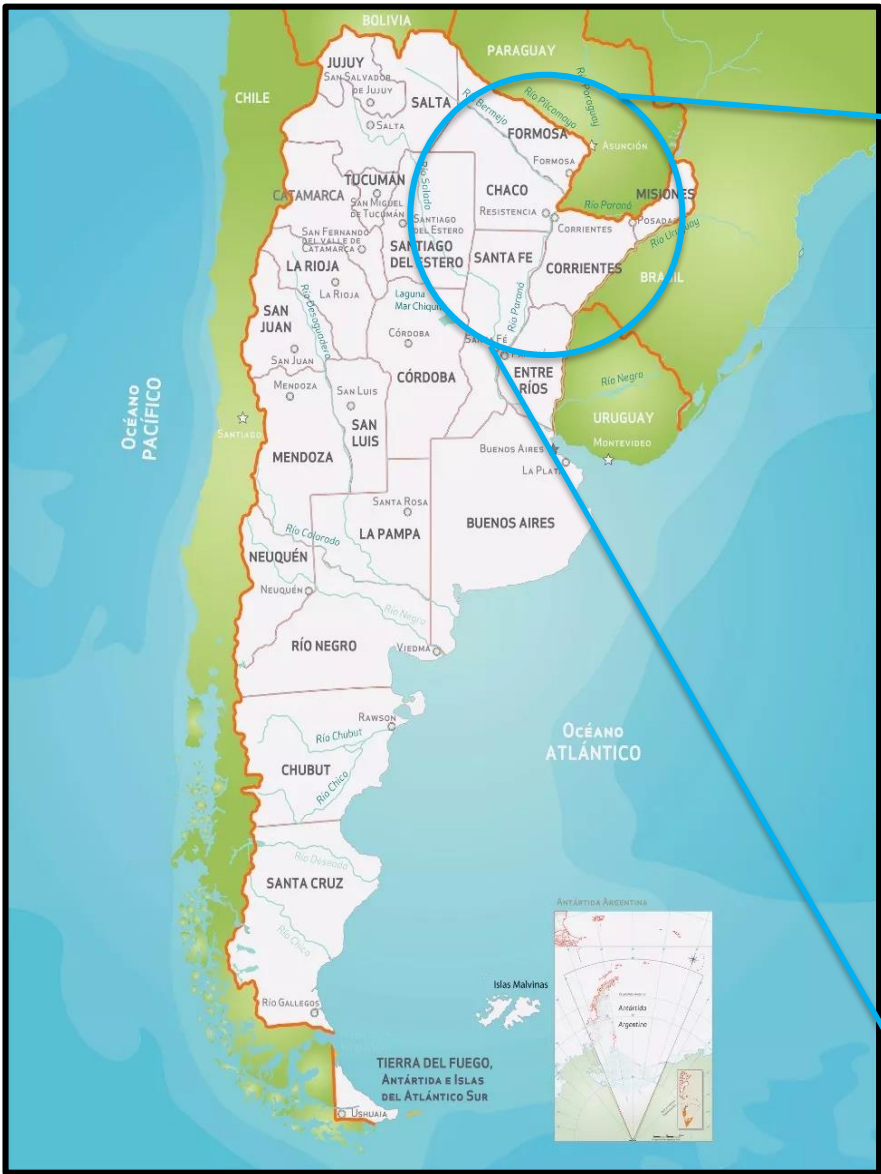 BOLIVIA
PARAGUAY
JUJUY
SAN SALVADOR
DE JUJUY
CHILE
SALTA
SALTA
Río Bermejo
Río Pilcomayo
Río Paraguay
FORMOSA
ASUNCIÓN
FORMOSA
TUCUMÁN
CATAMARCA
SAN MIGUEL
DE TUCUMÁN
Río Salado
CHACO
RESISTENCIA
Río Paraná
MISIONES
POSADAS
CORRIENTES
SANTIAGO
DEL ESTERO
SAN FERNANDO
DEL VALLE DE
CATAMARCA
SANTIAGO
DEL ESTERO
SANTA FE
CORRIENTES
Río Uruguay
BRASIL
LA RIOJA
LA RIOJA
Río Desaguadero
Laguna
Mar Chiquita
Río Paraná
SAN
JUAN
SAN JUAN
CÓRDOBA
CÓRDOBA
SANTA FÉ
ENTRE
RÍOS
Río Negro
URUGUAY
MONTEVIDEO
MENDOZA
SAN LUIS
SAN
LUIS
SANTIAGO
MENDOZA
OCÉANO
PACÍFICO
BUENOS AIRES
LA PLATA
SANTA ROSA
LA PAMPA
BUENOS AIRES
Río Colorado
NEUQUÉN
NEUQUÉN
Río Negro
RÍO NEGRO
VIEDMA
RAWSON
Río Chubut
CHUBUT
Río Chico
OCÉANO
ATLÁNTICO
Río Deseado
SANTA CRUZ
Río Chico
RÍO GALLEGOS
Islas Malvinas
ANTÁRTIDA ARGENTINA
Antártida
Argentina
TIERRA DEL FUEGO,
ANTÁRTIDA E ISLAS
DEL ATLÁNTICO SUR
USHUAIA